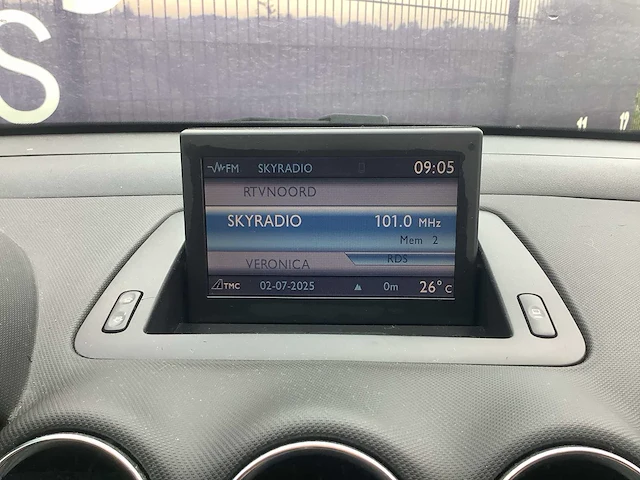 S
FM SKYRADIO 09:05
RTVNOORD
SKYRADIO 101.0 MHz
Mem 2
VERONICA RDS
TMC 02-07-2025 0m 26°C